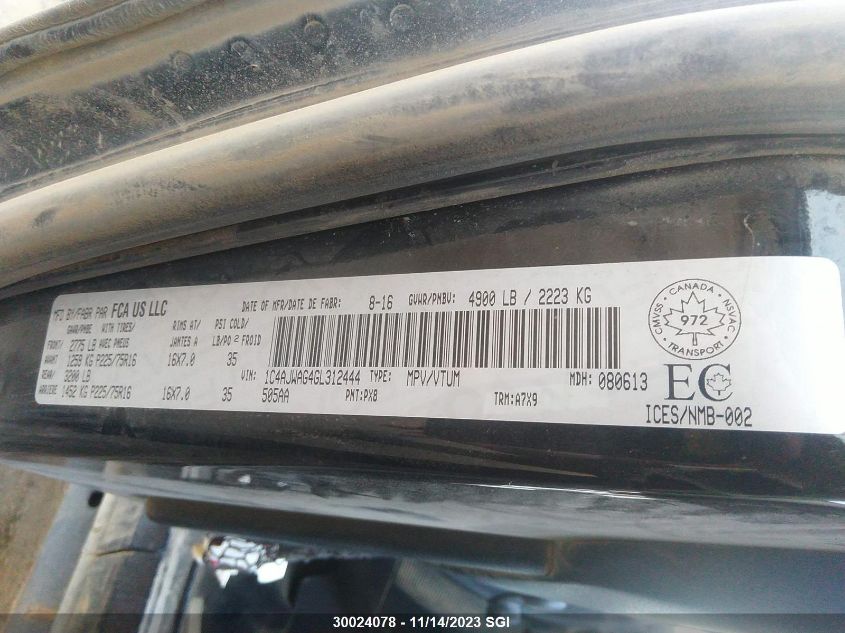 MFD BY/FABR PAR FCA US LLC DATE OF MFR/DATE DE FABR: 8-16 GVWR/PNBV: 4900 LB / 2223 KG
GAWR/PNBE WITH TIRES/ RIMS AT/ PSI COLD/
FRONT/ 2775 LB AVEC PNEUS JANTES A LB/PO2 FROID
AVANT 1259 KG P225/75R16 16X7.0 35
REAR/ 3200 LB VIN: 1C4AJWAG4GL312444 TYPE: MPV/VTUM MDH: 080613
ARRIERE 1452 KG P225/75R16 16X7.0 35 505AA PNT:PX8 TRM:A7X9
CANADA
CMVSS 972 NSVAC
TRANSPORT
EC
ICES/NMB-002
30024078 - 11/14/2023 SGI